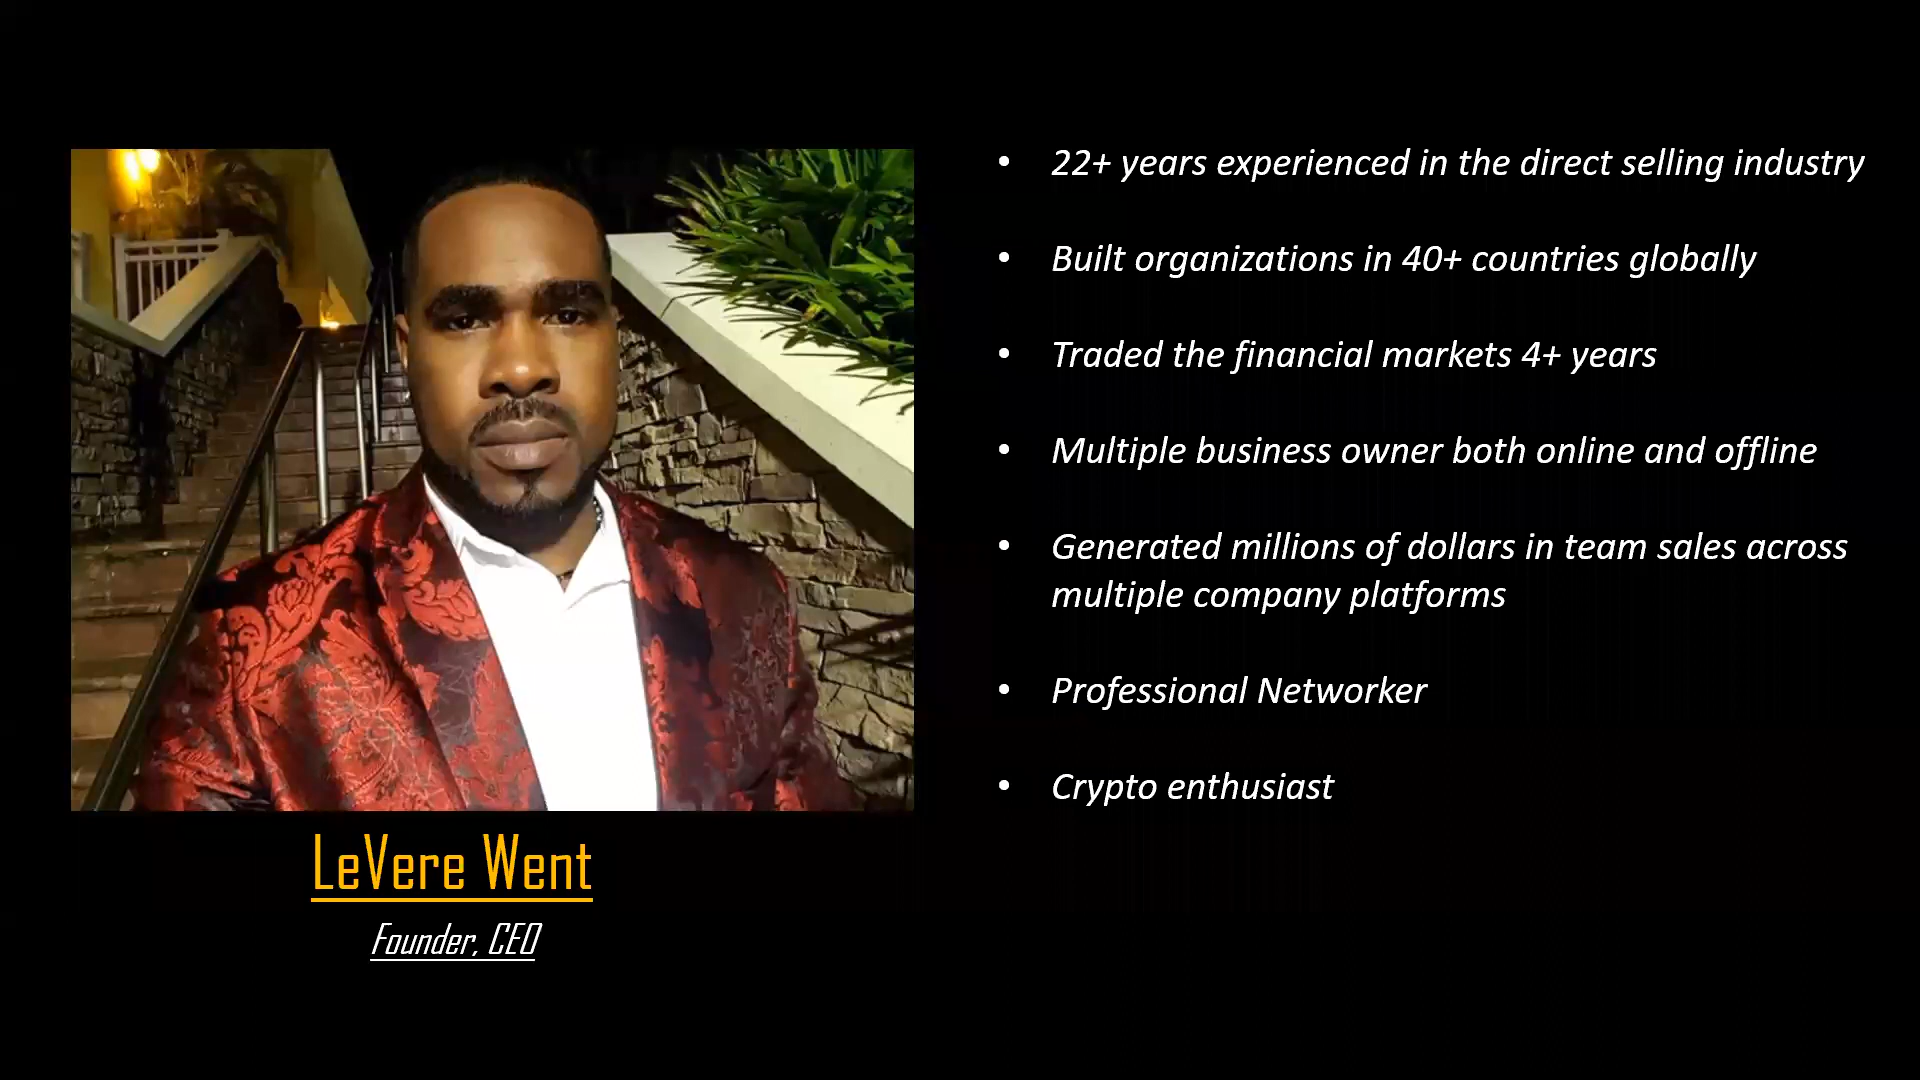 • 22+ years experienced in the direct selling industry
• Built organizations in 40+ countries globally
• Traded the financial markets 4+ years
• Multiple business owner both online and offline
• Generated millions of dollars in team sales across
multiple company platforms
• Professional Networker
• Crypto enthusiast
LeVere Went
Founder, CEO